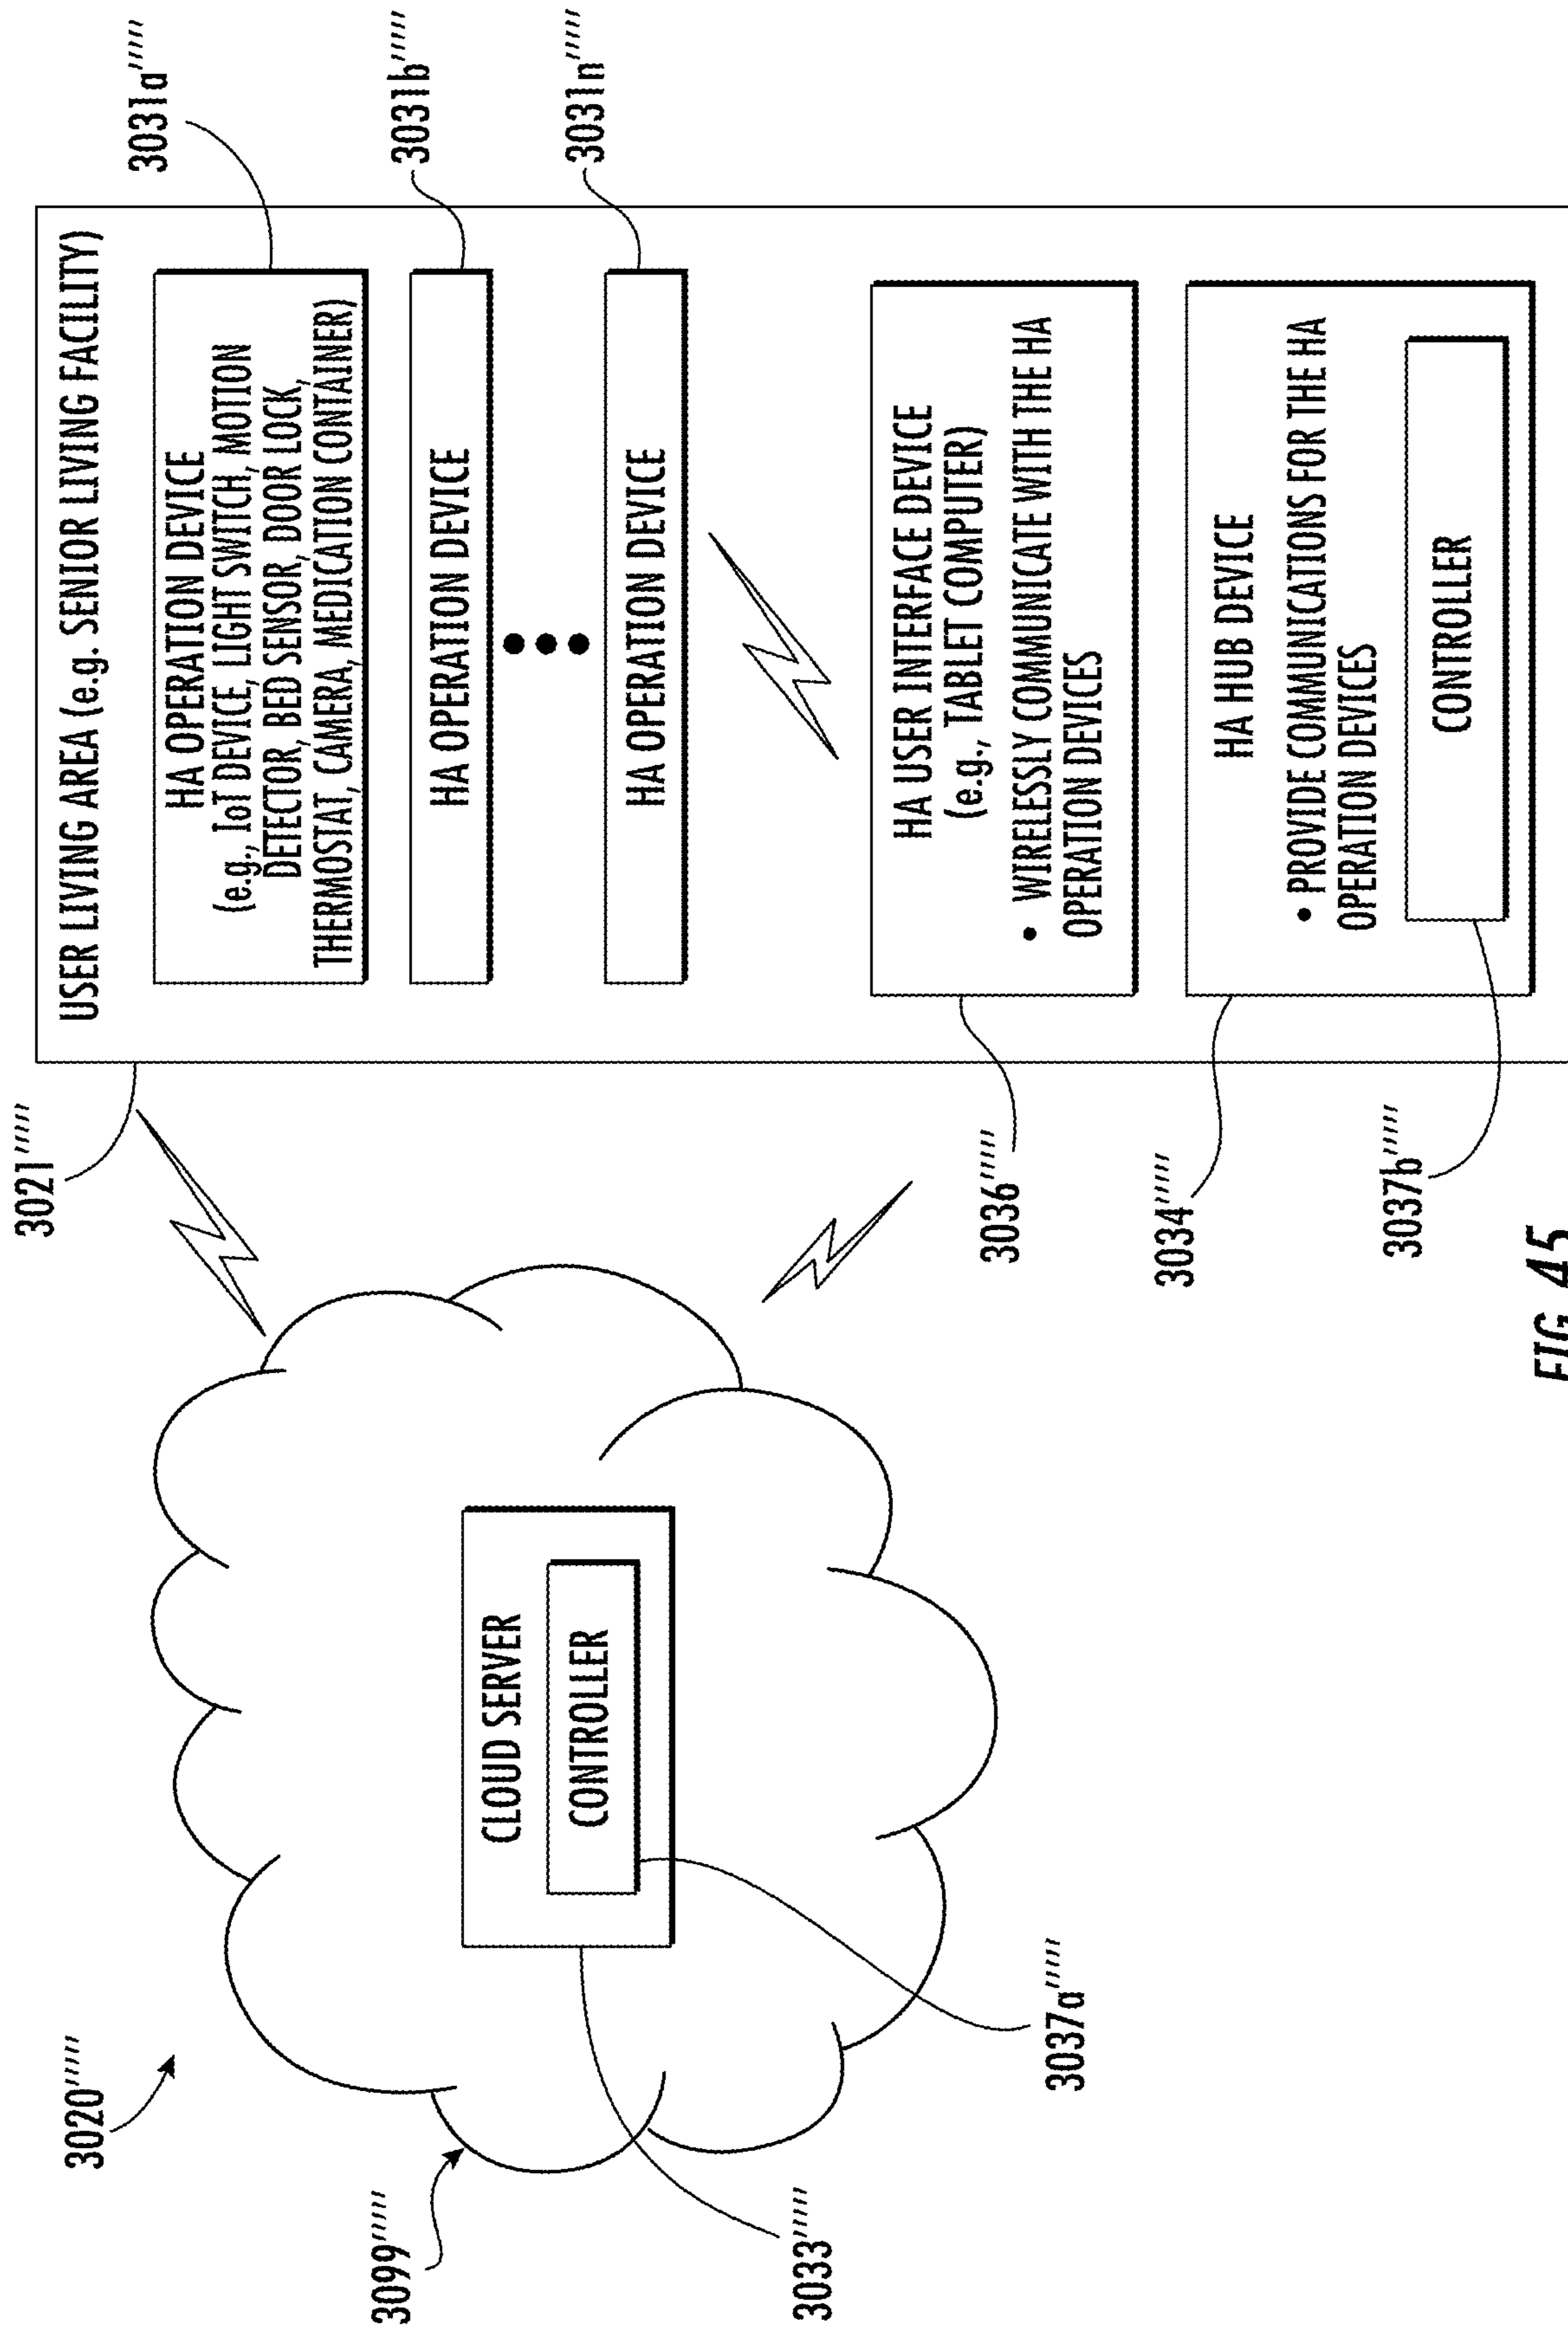 3020'''''
3021'''''
3099'''''
CLOUD SERVER
CONTROLLER
3033'''''
3037a'''''
USER LIVING AREA (e.g. SENIOR LIVING FACILITY)
HA OPERATION DEVICE
(e.g., IoT DEVICE, LIGHT SWITCH, MOTION
DETECTOR, BED SENSOR, DOOR LOCK,
THERMOSTAT, CAMERA, MEDICATION CONTAINER)
3031a'''''
HA OPERATION DEVICE
3031b'''''
HA OPERATION DEVICE
3031n'''''
HA USER INTERFACE DEVICE
(e.g., TABLET COMPUTER)
• WIRELESSLY COMMUNICATE WITH THE HA
OPERATION DEVICES
3036'''''
HA HUB DEVICE
• PROVIDE COMMUNICATIONS FOR THE HA
OPERATION DEVICES
3034'''''
CONTROLLER
3037b'''''
FIG. 45